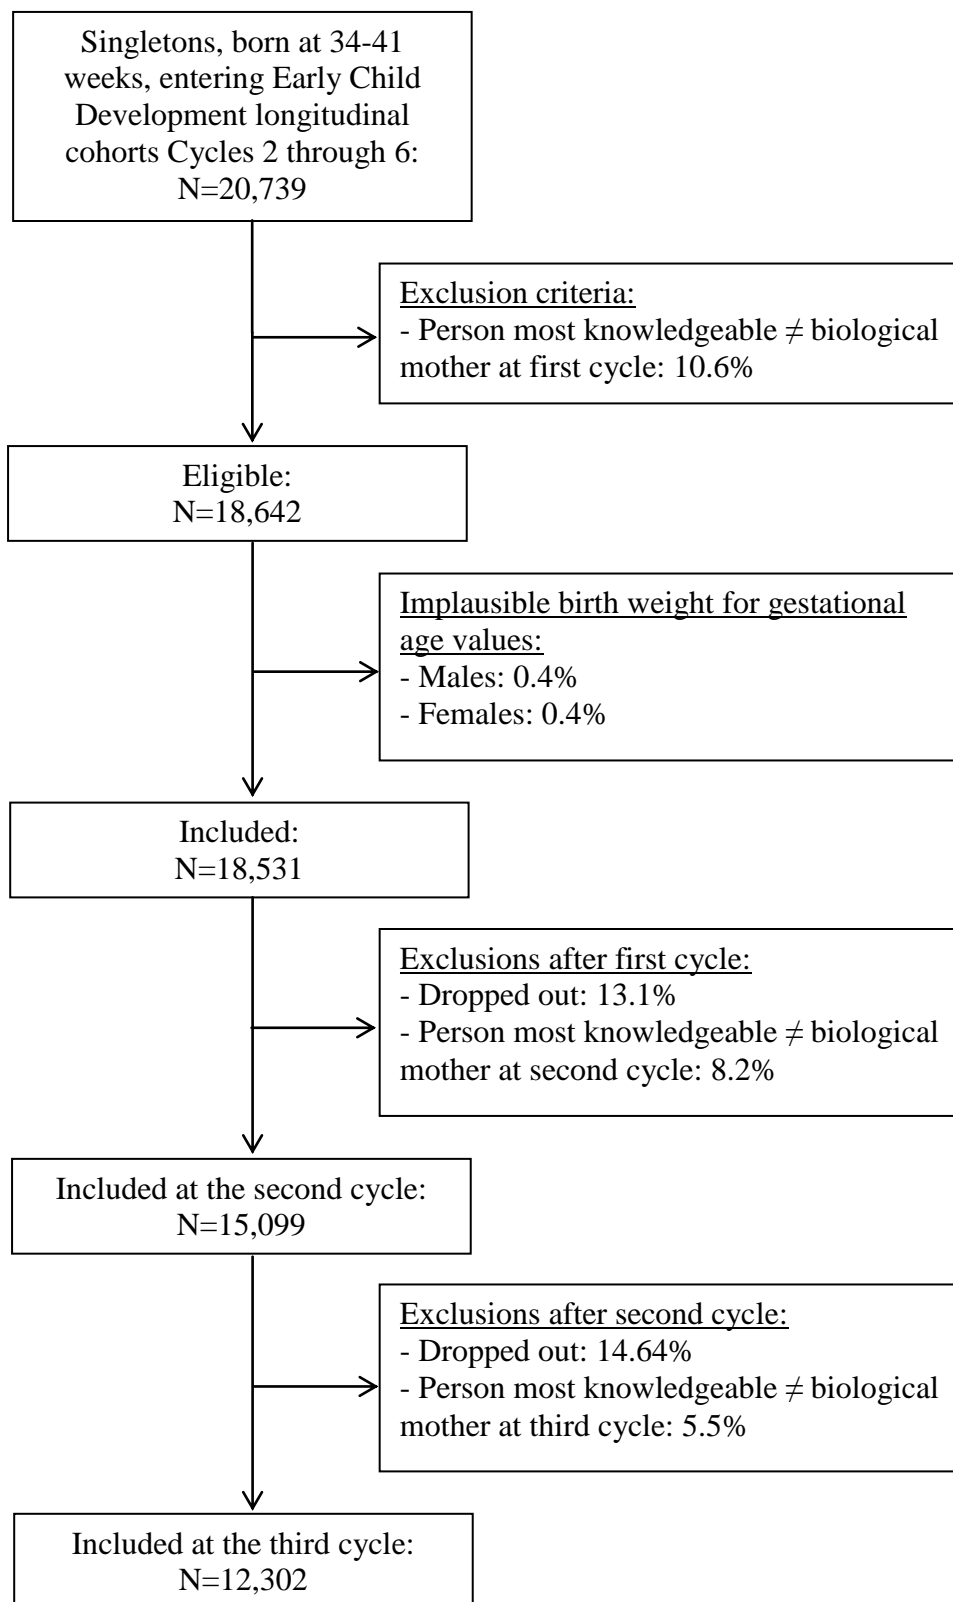 Singletons, born at 34-41
weeks, entering Early Child
Development longitudinal
cohorts Cycles 2 through 6:
N=20,739
Exclusion criteria:
- Person most knowledgeable ≠ biological
mother at first cycle: 10.6%
Eligible:
N=18,642
Implausible birth weight for gestational
age values:
- Males: 0.4%
- Females: 0.4%
Included:
N=18,531
Exclusions after first cycle:
- Dropped out: 13.1%
- Person most knowledgeable ≠ biological
mother at second cycle: 8.2%
Included at the second cycle:
N=15,099
Exclusions after second cycle:
- Dropped out: 14.64%
- Person most knowledgeable ≠ biological
mother at third cycle: 5.5%
Included at the third cycle:
N=12,302